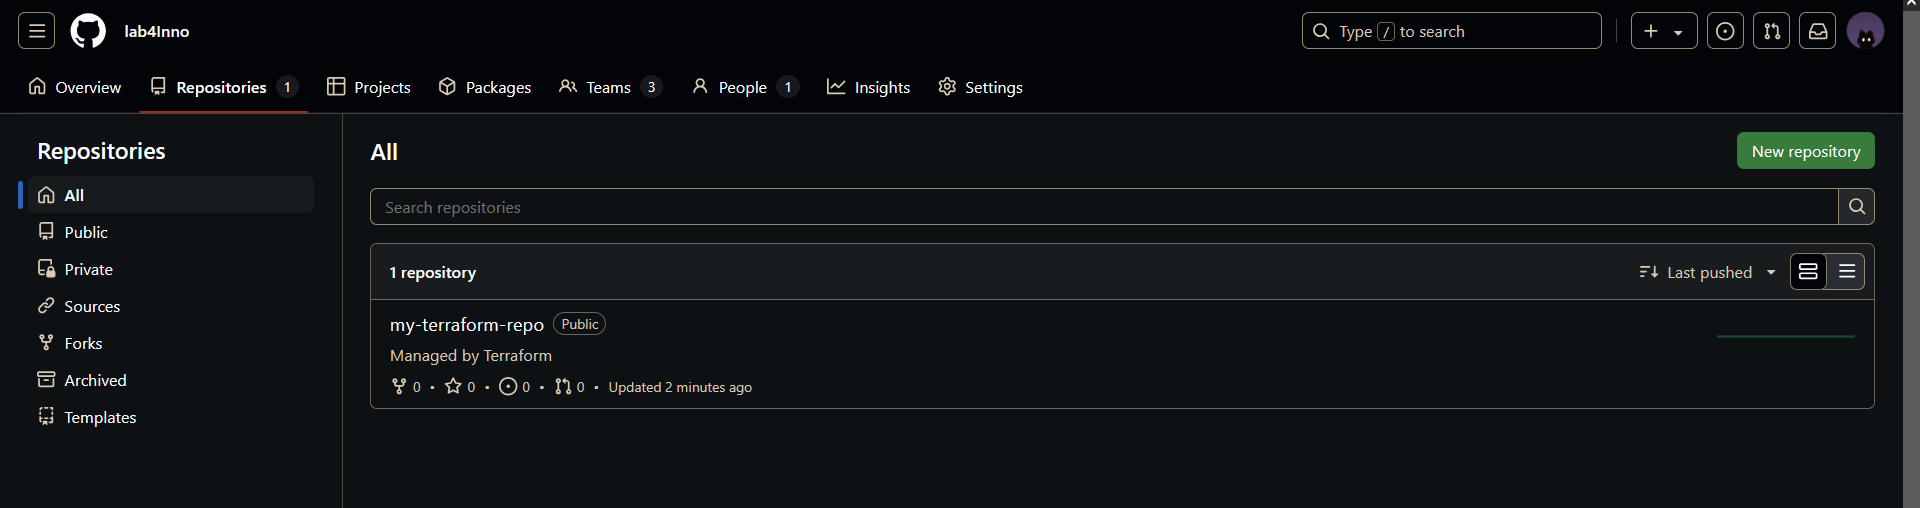 lab4Inno
Type / to search
Overview
Repositories 1
Projects
Packages
Teams 3
People 1
Insights
Settings
Repositories
All
Public
Private
Sources
Forks
Archived
Templates
All
New repository
Search repositories
1 repository
Last pushed
my-terraform-repo Public
Managed by Terraform
0 • 0 • 0 • 0 • Updated 2 minutes ago